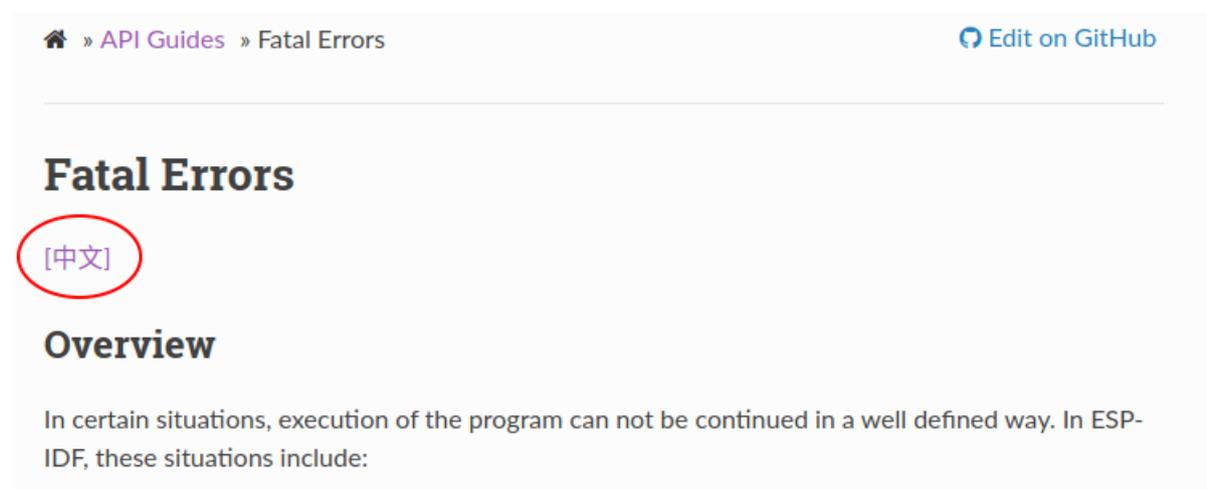 » API Guides » Fatal Errors
Edit on GitHub
Fatal Errors
[中文]
Overview
In certain situations, execution of the program can not be continued in a well defined way. In ESP-
IDF, these situations include: